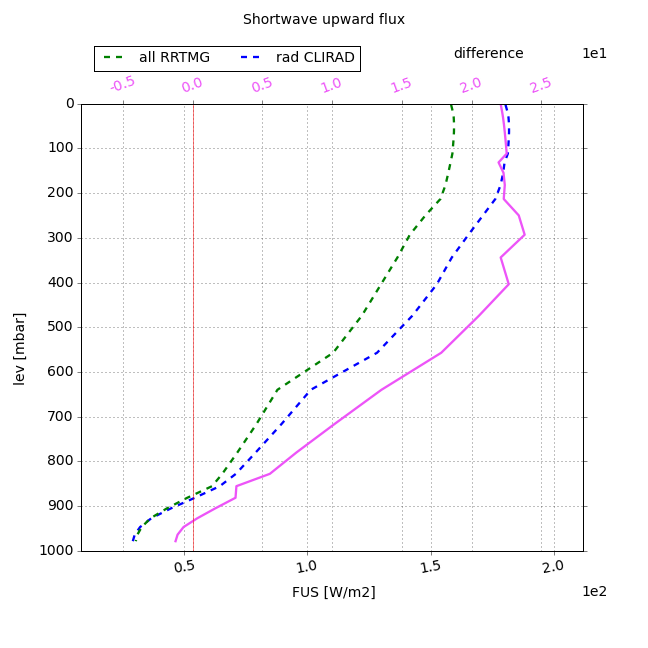 Shortwave upward flux
all RRTMG rad CLIRAD
difference 1e1
-0.5 0.0 0.5 1.0 1.5 2.0 2.5
0
100
200
300
400
500
600
700
800
900
1000
lev [mbar]
0.5 1.0 1.5 2.0
FUS [W/m2] 1e2